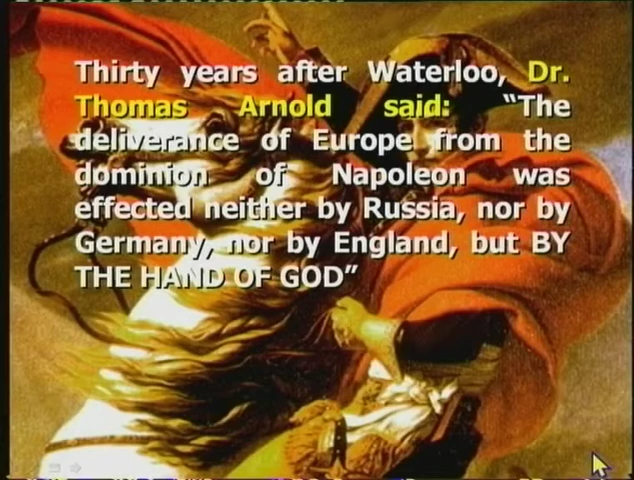 Thirty years after Waterloo, Dr.
Thomas Arnold said: “The
deliverance of Europe from the
dominion of Napoleon was
effected neither by Russia, nor by
Germany, nor by England, but BY
THE HAND OF GOD”